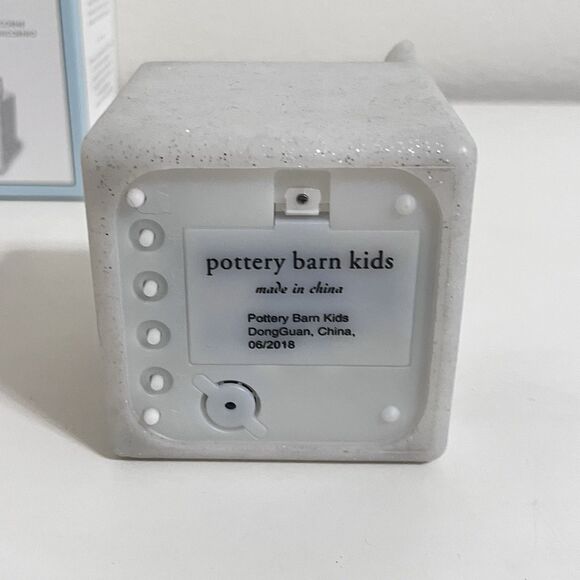 pottery barn kids
made in china
Pottery Barn Kids
DongGuan, China,
06/2018